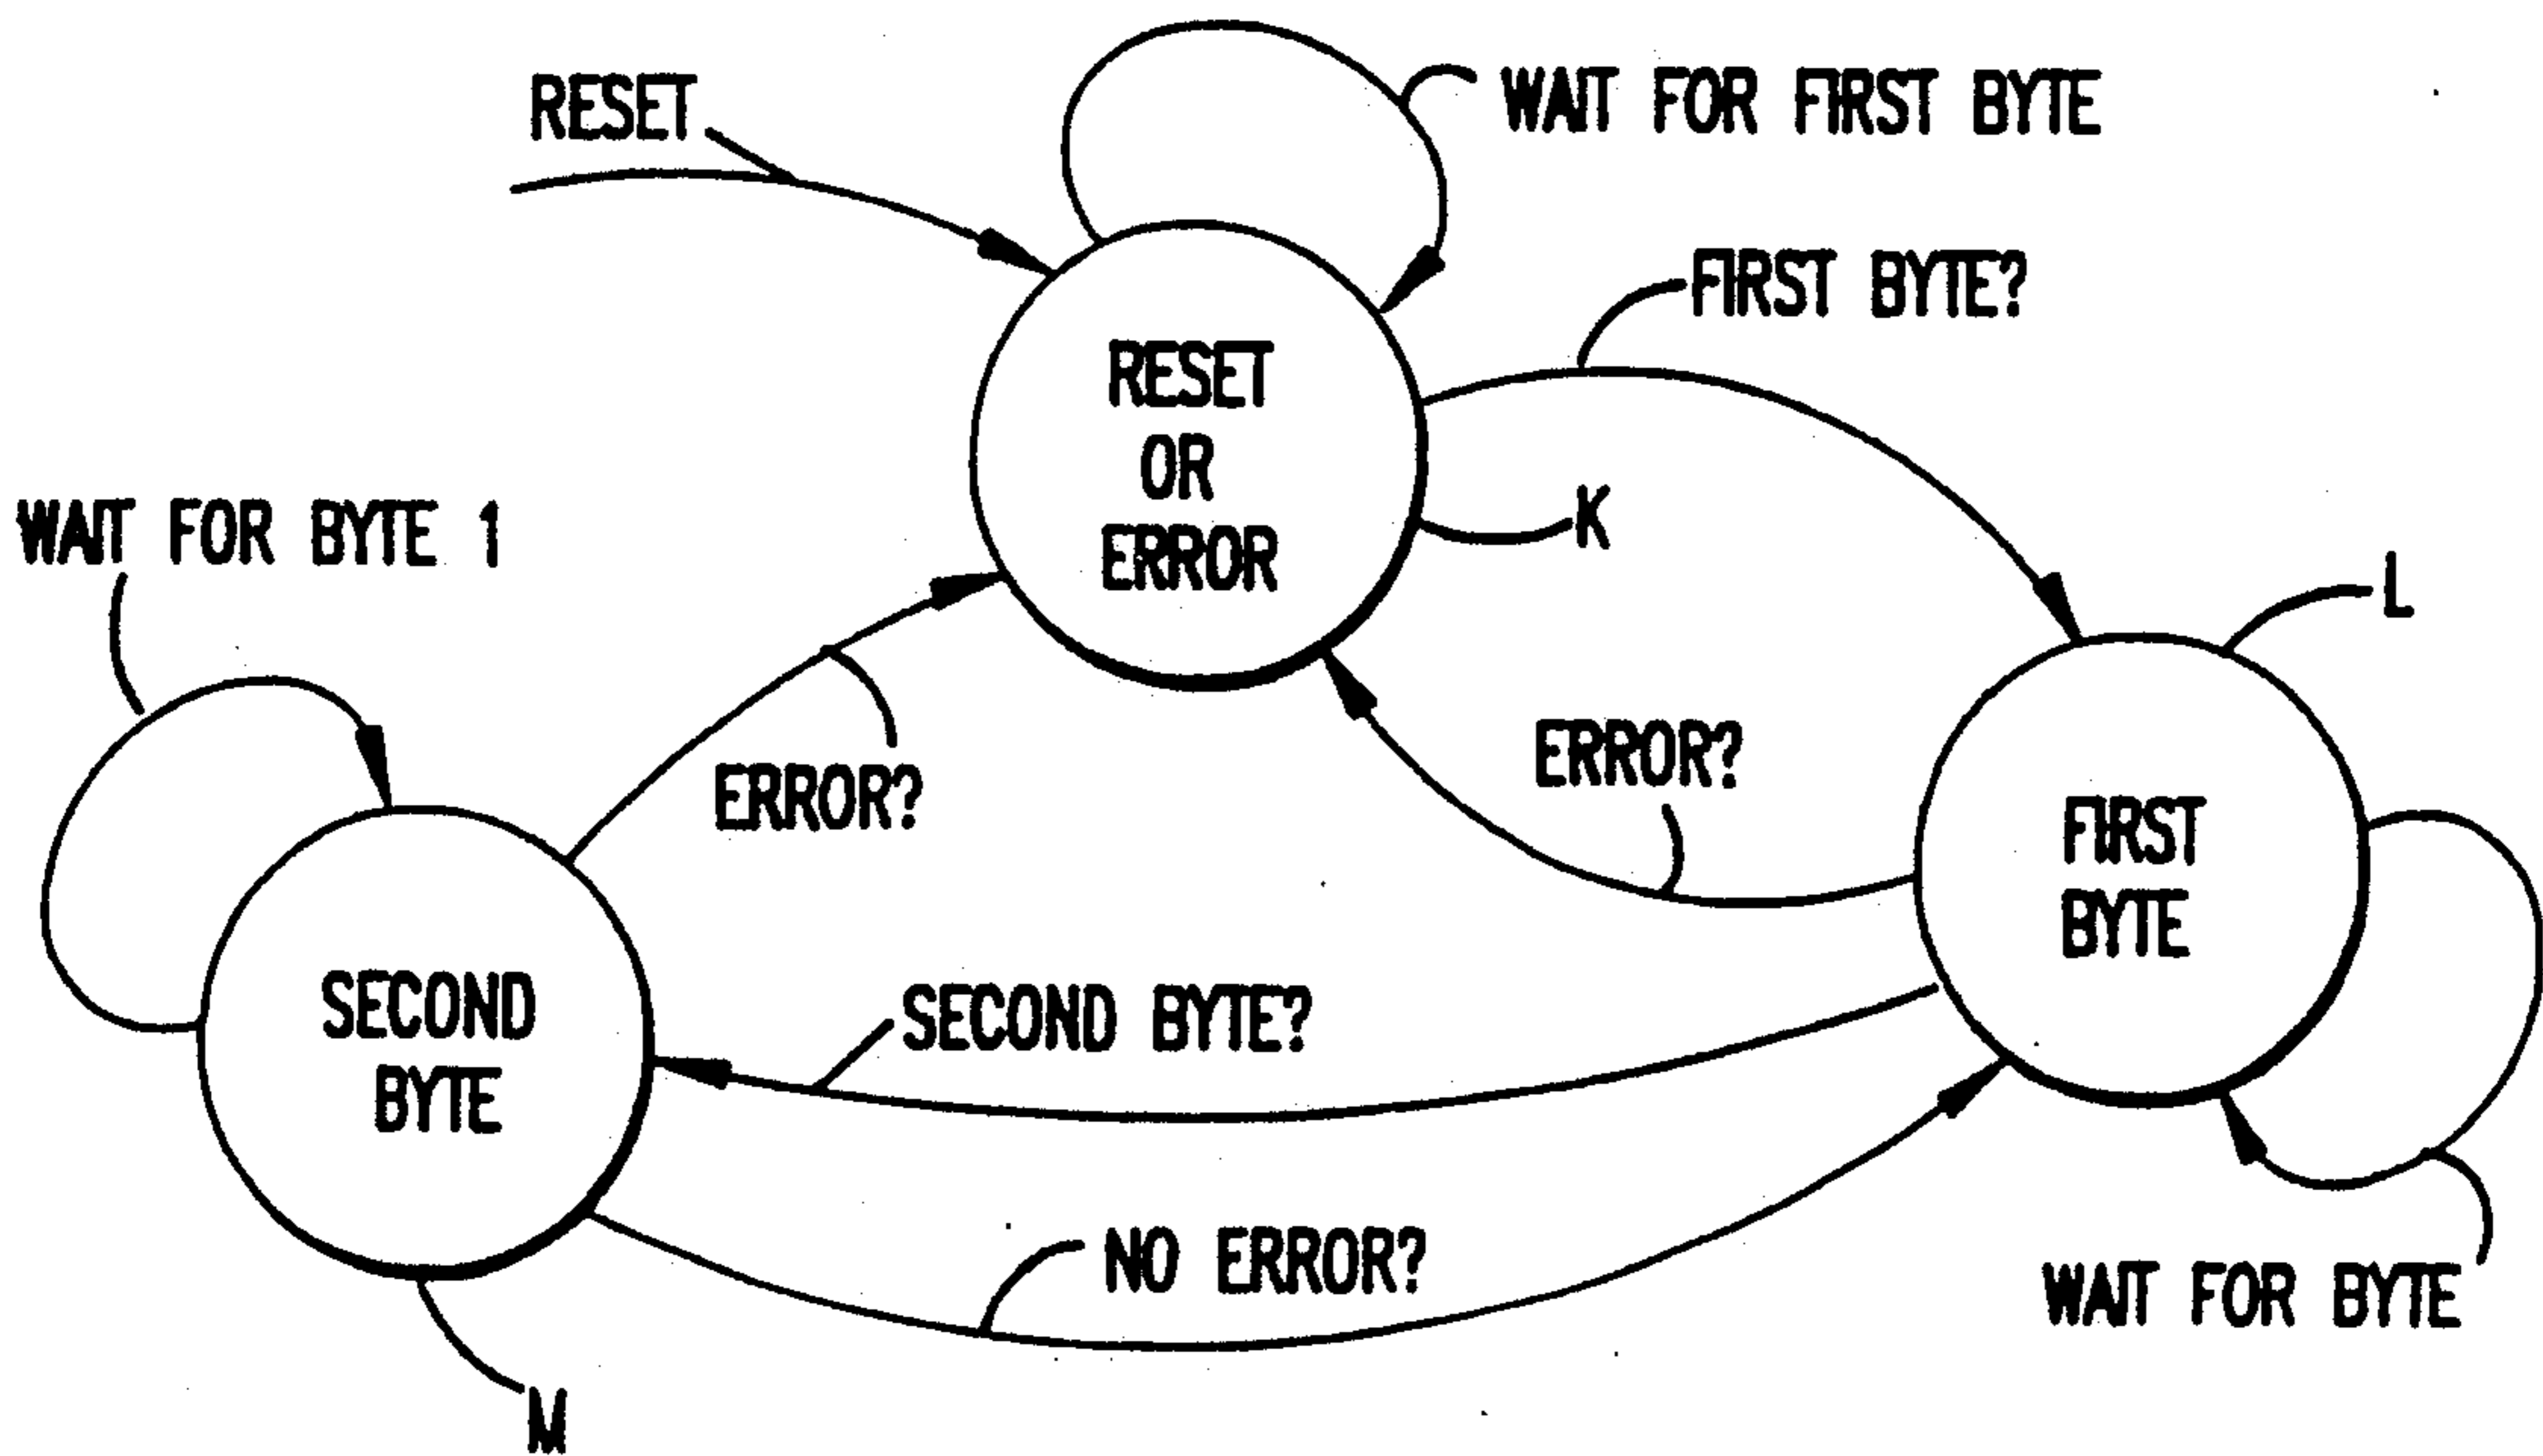 RESET
WAIT FOR FIRST BYTE
FIRST BYTE?
RESET
OR
ERROR
K
WAIT FOR BYTE 1
L
ERROR?
ERROR?
FIRST
BYTE
SECOND
BYTE
SECOND BYTE?
NO ERROR?
WAIT FOR BYTE
M